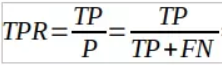 TPR = TP/P = TP/(TP + FN)